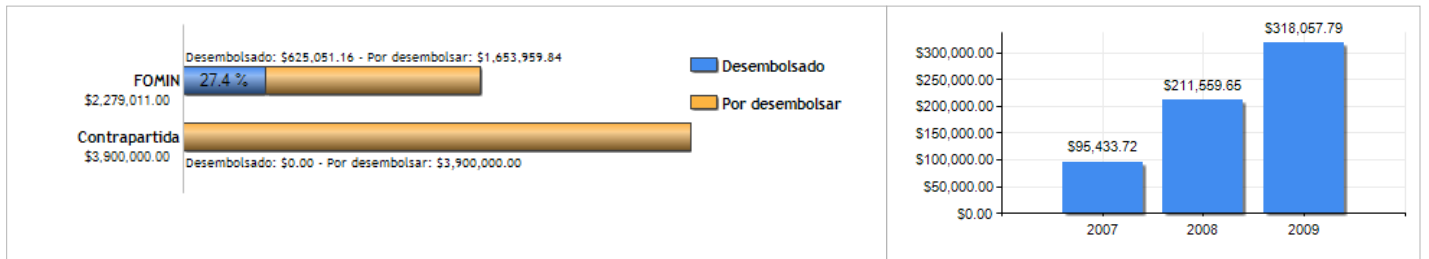 Desembolsado: $625,051.16 - Por desembolsar: $1,653,959.84
FOMIN
27.4 %
$2,279,011.00
Contrapartida
$3,900,000.00
Desembolsado: $0.00 - Por desembolsar: $3,900,000.00
Desembolsado
Por desembolsar
$318,057.79
$300,000.00
$250,000.00
$211,559.65
$200,000.00
$150,000.00
$95,433.72
$100,000.00
$50,000.00
$0.00
2007 2008 2009